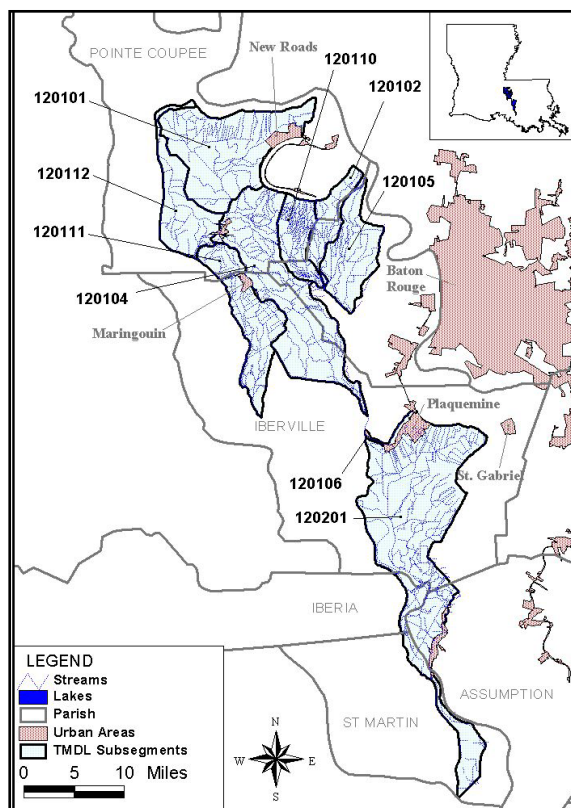 POINTE COUPEE
New Roads
120110
120102
120101
120112
120105
120111
Baton
Rouge
120104
Maringouin
Plaquemine
IBERVILLE
St. Gabriel
120106
120201
IBERIA
ASSUMPTION
ST MARTIN
LEGEND
Streams
Lakes
Parish
Urban Areas
TMDL Subsegments
0 5 10 Miles
N
W E
S